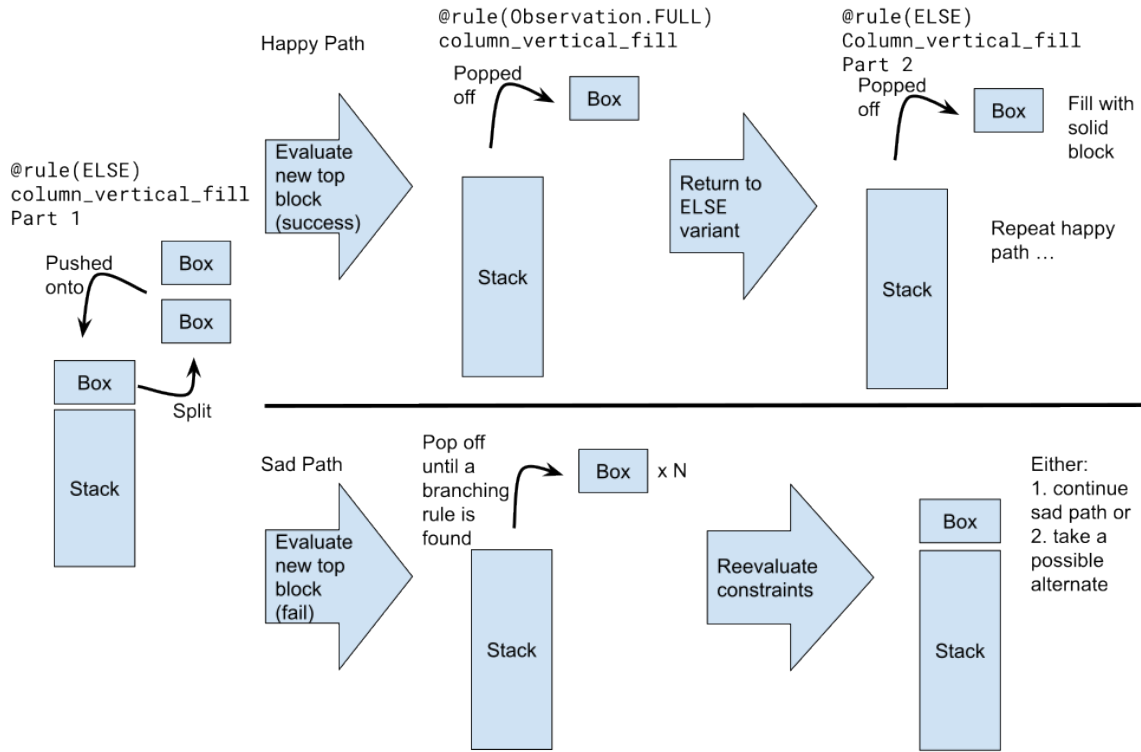 @rule(ELSE)
column_vertical_fill
Part 1
Pushed
onto
Box
Box
Box
Split
Stack
Happy Path
Evaluate
new top
block
(success)
@rule(Observation.FULL)
column_vertical_fill
Popped
off
Box
Stack
Return to
ELSE
variant
@rule(ELSE)
Column_vertical_fill
Part 2
Popped
off
Box
Fill with
solid
block
Stack
Repeat happy
path ...
Sad Path
Evaluate
new top
block
(fail)
Pop off
until a
branching
rule is
found
Box
x N
Stack
Reevaluate
constraints
Box
Stack
Either:
1. continue
sad path or
2. take a
possible
alternate